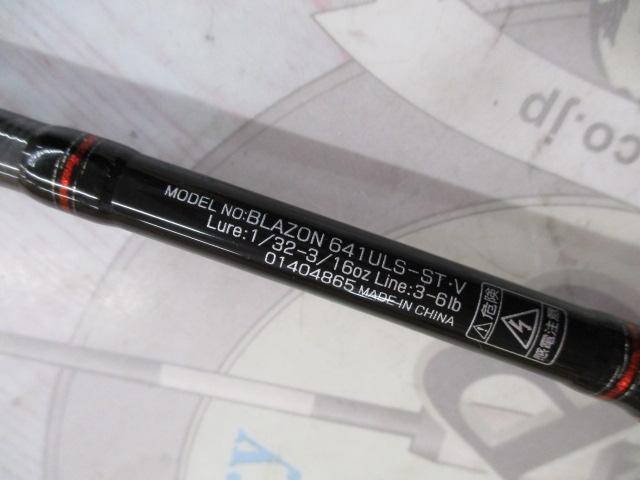 MODEL NO:BLAZON 641ULS-ST·V
Lure:1/32-3/16oz Line:3-6lb
01404865 MADE IN CHINA
危険
感電注意
co.jp